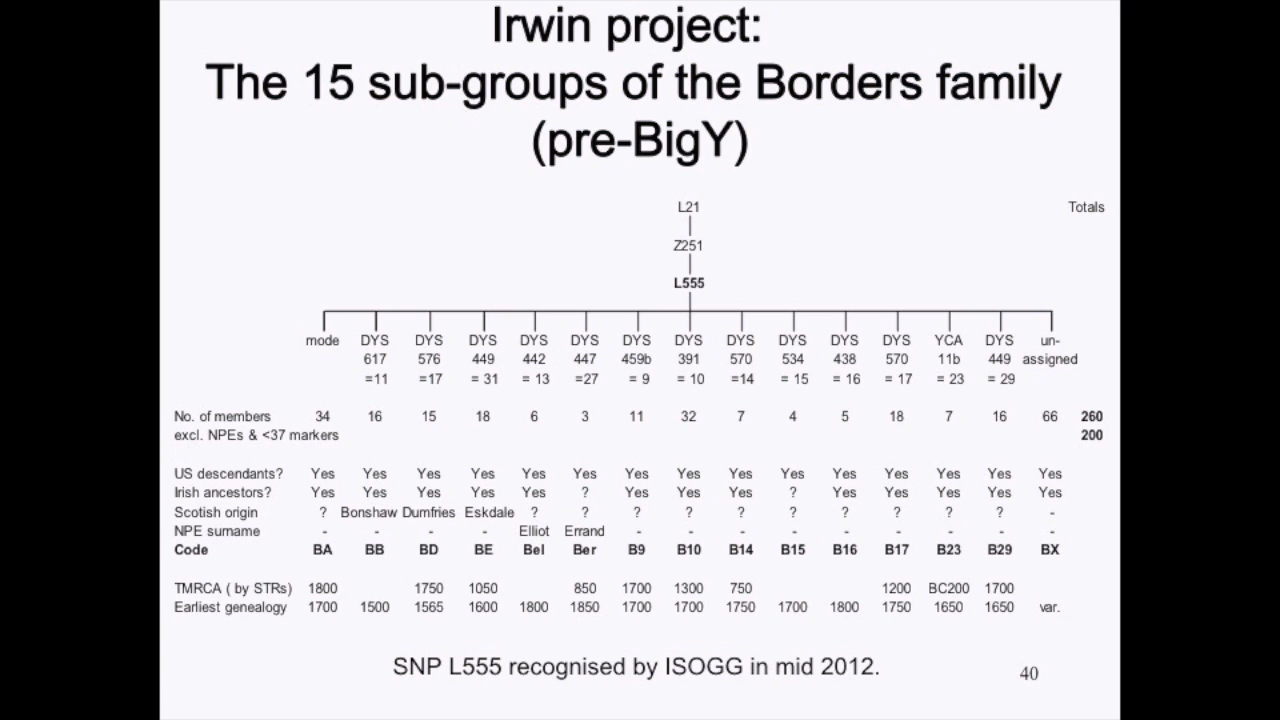 Irwin project:
The 15 sub-groups of the Borders family
(pre-BigY)
L21 Totals
Z251
L555
mode DYS DYS DYS DYS DYS DYS DYS DYS DYS DYS DYS YCA DYS un-
617 576 449 442 447 459b 391 570 534 438 570 11b 449 assigned
=11 =17 = 31 = 13 =27 = 9 = 10 =14 = 15 = 16 = 17 = 23 = 29
No. of members 34 16 15 18 6 3 11 32 7 4 5 18 7 16 66 260
excl. NPEs & <37 markers 200
US descendants? Yes Yes Yes Yes Yes Yes Yes Yes Yes Yes Yes Yes Yes Yes Yes
Irish ancestors? Yes Yes Yes Yes Yes ? Yes Yes Yes ? Yes Yes Yes Yes Yes
Scottish origin ? Bonshaw Dumfries Eskdale ? ? ? ? ? ? ? ? ? ? -
NPE surname - - - - Elliot Errand - - - - - - - - -
Code BA BB BD BE Bel Ber B9 B10 B14 B15 B16 B17 B23 B29 BX
TMRCA ( by STRs) 1800 1750 1050 850 1700 1300 750 1200 BC200 1700
Earliest genealogy 1700 1500 1565 1600 1800 1850 1700 1700 1750 1700 1800 1750 1650 1650 var.
SNP L555 recognised by ISOGG in mid 2012.
40